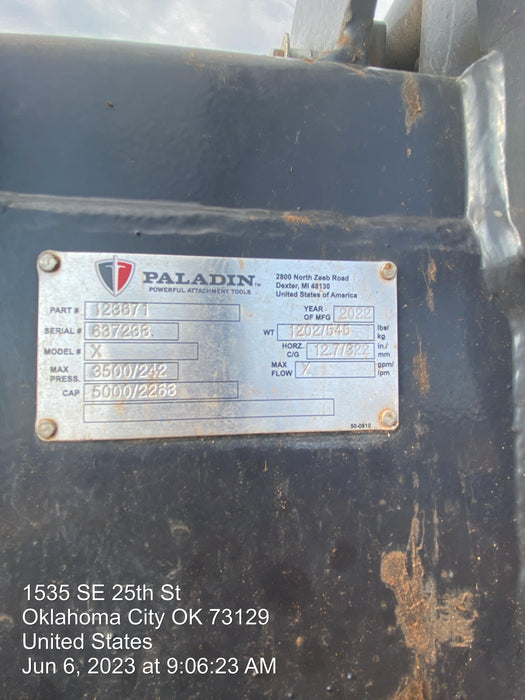 PALADIN™
POWERFUL ATTACHMENT TOOLS
2800 North Zeeb Road
Dexter, MI 48130
United States of America
PART # 123671
YEAR OF MFG 2022
SERIAL # 637238
WT 1202/545 lbs/kg
MODEL # X
HORZ. C/G 12.7/322 in./mm
MAX PRESS. 3500/242
MAX FLOW X gpm/lpm
CAP 5000/2268
50-0910
1535 SE 25th St
Oklahoma City OK 73129
United States
Jun 6, 2023 at 9:06:23 AM